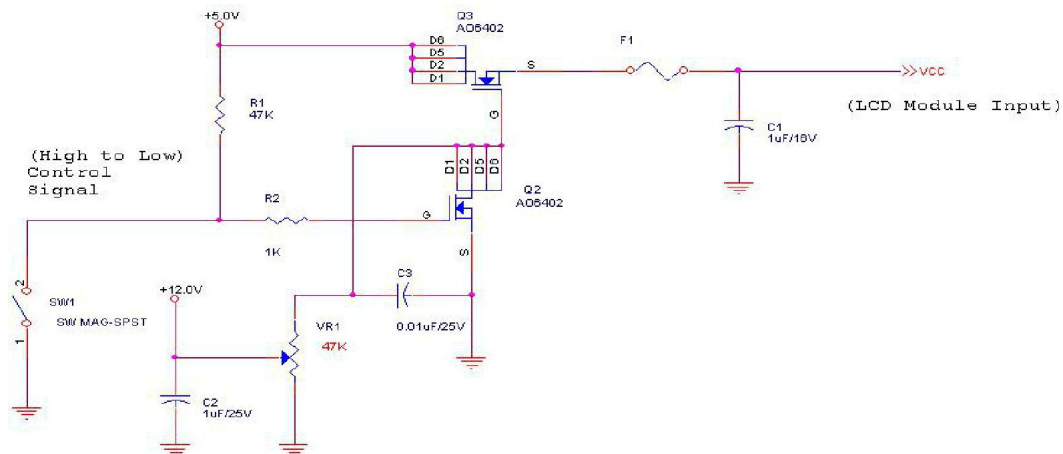 +5.0V
Q3
AO6402
D6
D5
D2
D1
S
G
F1
VCC
(LCD Module Input)
R1
47K
C1
1uF/16V
(High to Low)
Control
Signal
D1
D2
D5
D6
Q2
AO6402
R2
G
1K
S
C3
0.01uF/25V
+12.0V
2
SW1
SW MAG-SPST
1
VR1
47K
C2
1uF/25V